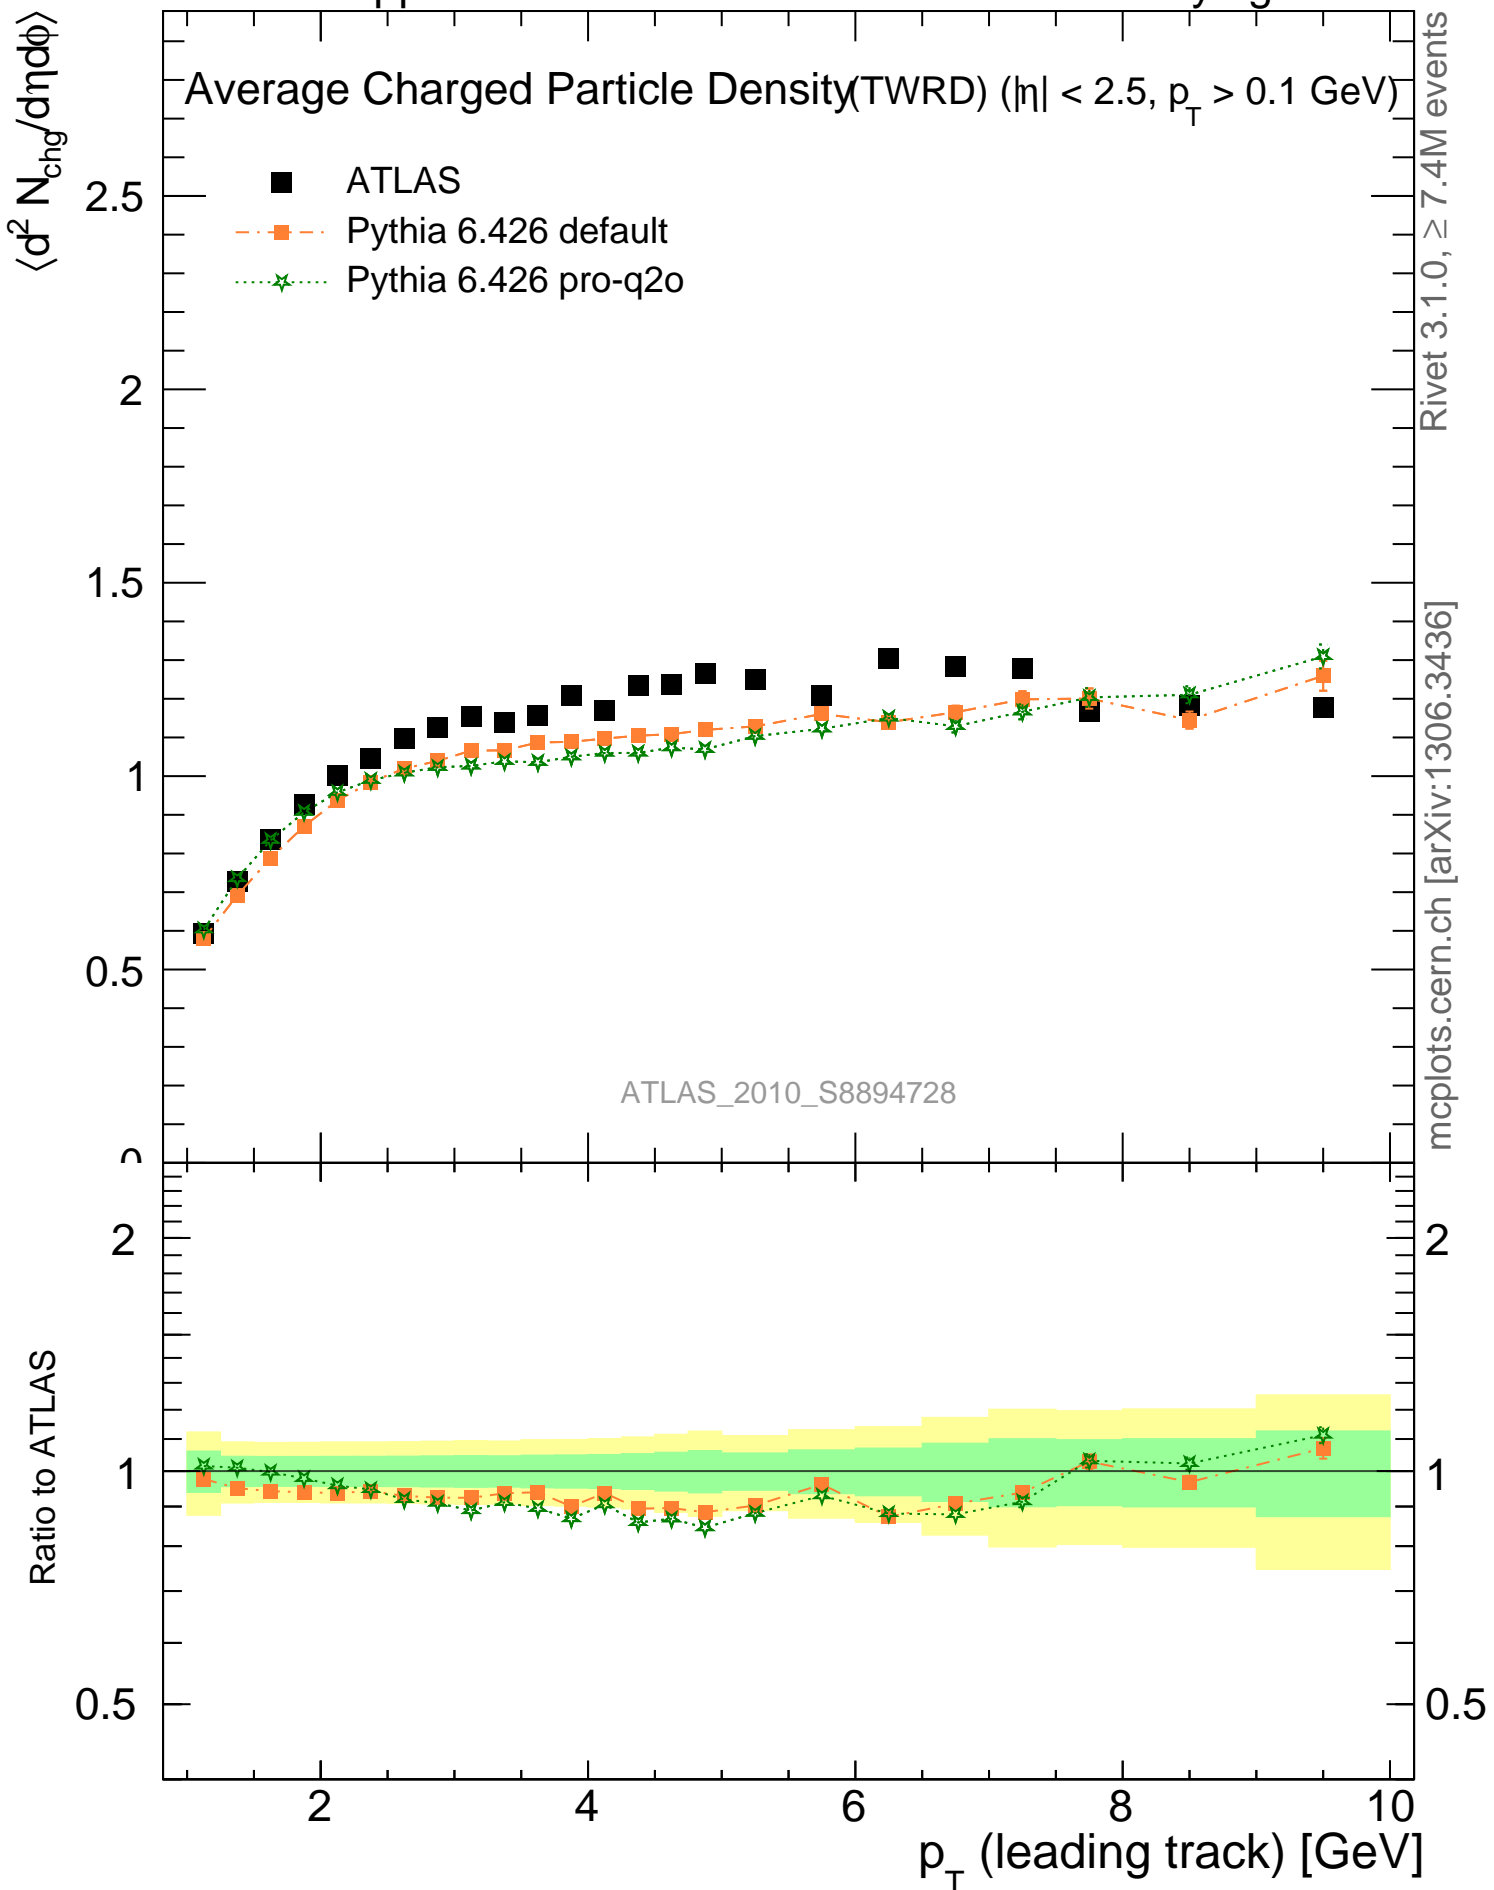 ⟨d² N_chg/dηdϕ⟩
Average Charged Particle Density (TWRD) (|η| < 2.5, p_T > 0.1 GeV)
ATLAS
Pythia 6.426 default
Pythia 6.426 pro-q2o
2.5
2
1.5
1
0.5
0
ATLAS_2010_S8894728
Rivet 3.1.0, ≥ 7.4M events
mcplots.cern.ch [arXiv:1306.3436]
Ratio to ATLAS
2 2
1 1
0.5 0.5
2 4 6 8 10
p_T (leading track) [GeV]